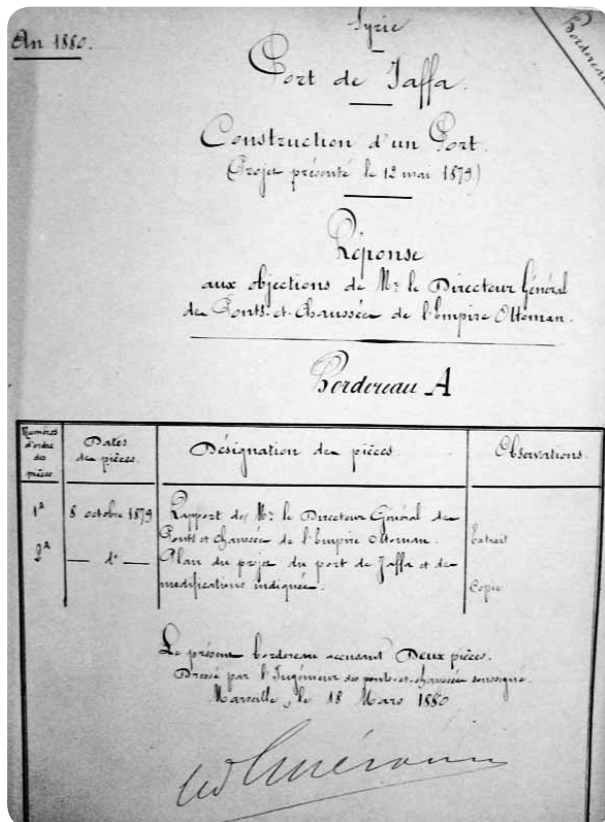 An 1880.
Syrie
Bordereau
Port de Jaffa.
Construction d'un Port.
(Projet présenté le 12 mai 1879)
Réponse
aux objections de Mr le Directeur Général
des Ponts-et-Chaussées de l'Empire Ottoman.
Bordereau A
Numéros d'ordre des pièces
Dates des pièces.
Désignation des pièces.
Observations.
1A 8 octobre 1879 Rapport de Mr le Directeur Général des
Ponts et chaussées de l'Empire Ottoman. Extrait
2A — do — Plan du projet du port de Jaffa et des
modifications indiquées. Copie
Le présent bordereau accusant Deux pièces.
Dressé par l'Ingénieur des ponts-et-chaussées soussigné.
Marseille, le 18 Mars 1880